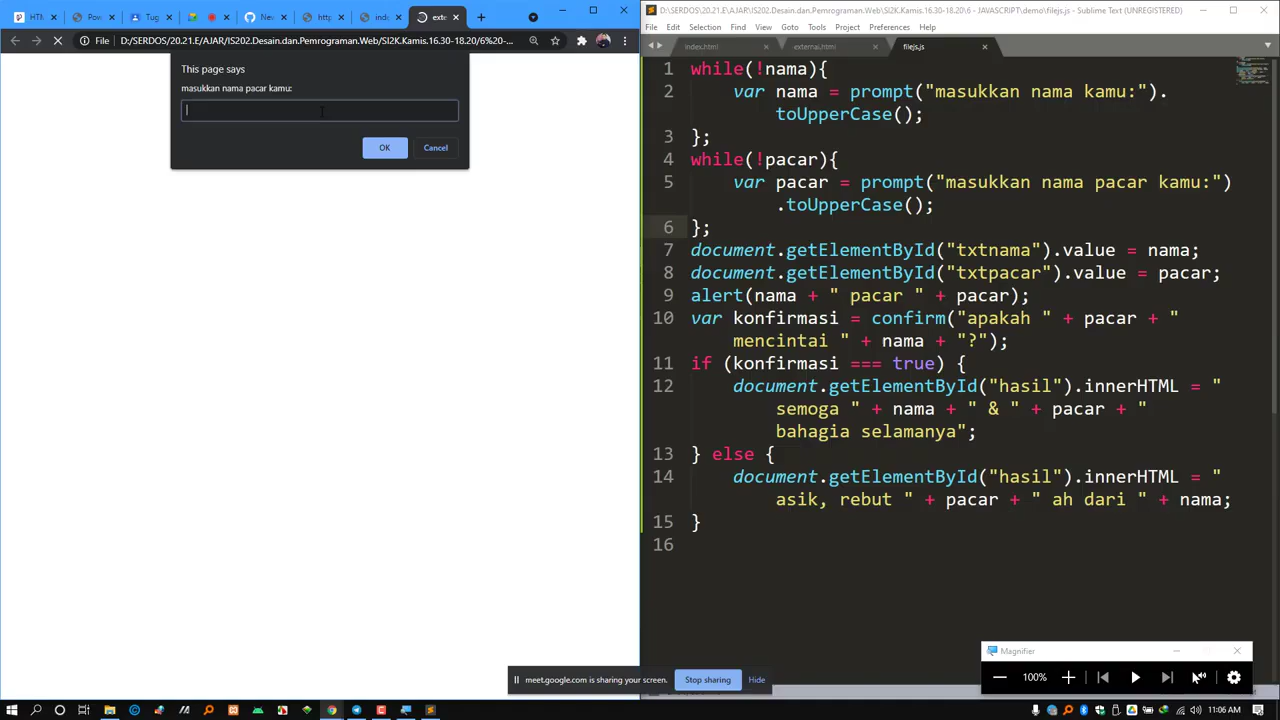 HTM
Pow
Tug
Nev
http
inde
exte
File D:/SERDOS/20.21.E/AJAR/IS202.Desain.dan.Pemrograman.Web/SI2K.Kamis.16.30-18.20/6%20-...
This page says
masukkan nama pacar kamu:
OK Cancel
D:\SERDOS\20.21.E\AJAR\IS202.Desain.dan.Pemrograman.Web\SI2K.Kamis.16.30-18.20\6 - JAVASCRIPT\demo\filejs.js - Sublime Text (UNREGISTERED)
File Edit Selection Find View Goto Tools Project Preferences Help
index.html external.html filejs.js
1 while(!nama){
2 var nama = prompt("masukkan nama kamu:").
toUpperCase();
3 };
4 while(!pacar){
5 var pacar = prompt("masukkan nama pacar kamu:")
.toUpperCase();
6 };
7 document.getElementById("txtnama").value = nama;
8 document.getElementById("txtpacar").value = pacar;
9 alert(nama + " pacar " + pacar);
10 var konfirmasi = confirm("apakah " + pacar + "
mencintai " + nama + "?");
11 if (konfirmasi === true) {
12 document.getElementById("hasil").innerHTML = "
semoga " + nama + " & " + pacar + "
bahagia selamanya";
13 } else {
14 document.getElementById("hasil").innerHTML = "
asik, rebut " + pacar + " ah dari " + nama;
15 }
16
Magnifier
100%
meet.google.com is sharing your screen. Stop sharing Hide
11:06 AM